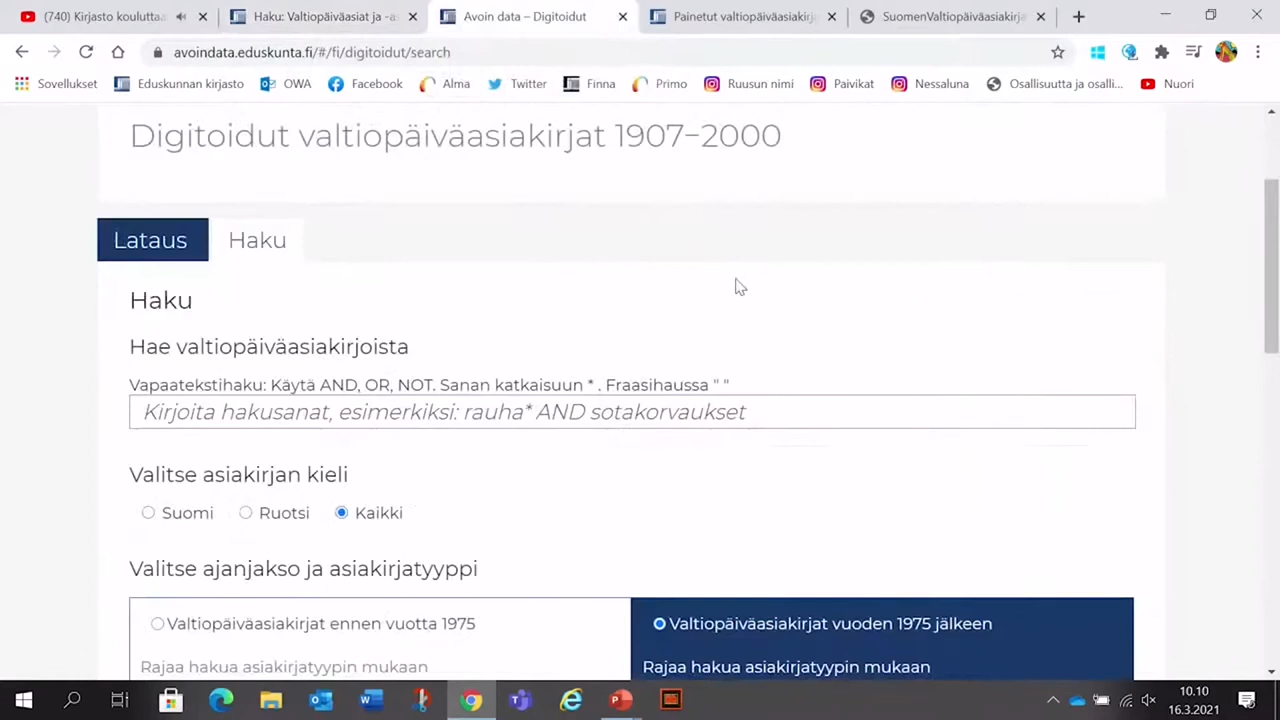 (740) Kirjasto kouluttaa
Haku: Valtiopäiväasiat ja -as
Avoin data – Digitoidut
Painetut valtiopäiväasiakirj
SuomenValtiopäiväasiakirja
avoindata.eduskunta.fi/#/fi/digitoidut/search
Sovellukset
Eduskunnan kirjasto
OWA
Facebook
Alma
Twitter
Finna
Primo
Ruusun nimi
Paivikat
Nessaluna
Osallisuutta ja osalli...
Nuori
Digitoidut valtiopäiväasiakirjat 1907–2000
Lataus
Haku
Haku
Hae valtiopäiväasiakirjoista
Vapaatekstihaku: Käytä AND, OR, NOT. Sanan katkaisuun * . Fraasihaussa " "
Kirjoita hakusanat, esimerkiksi: rauha* AND sotakorvaukset
Valitse asiakirjan kieli
Suomi
Ruotsi
Kaikki
Valitse ajanjakso ja asiakirjatyyppi
Valtiopäiväasiakirjat ennen vuotta 1975
Valtiopäiväasiakirjat vuoden 1975 jälkeen
Rajaa hakua asiakirjatyypin mukaan
Rajaa hakua asiakirjatyypin mukaan
10.10
16.3.2021